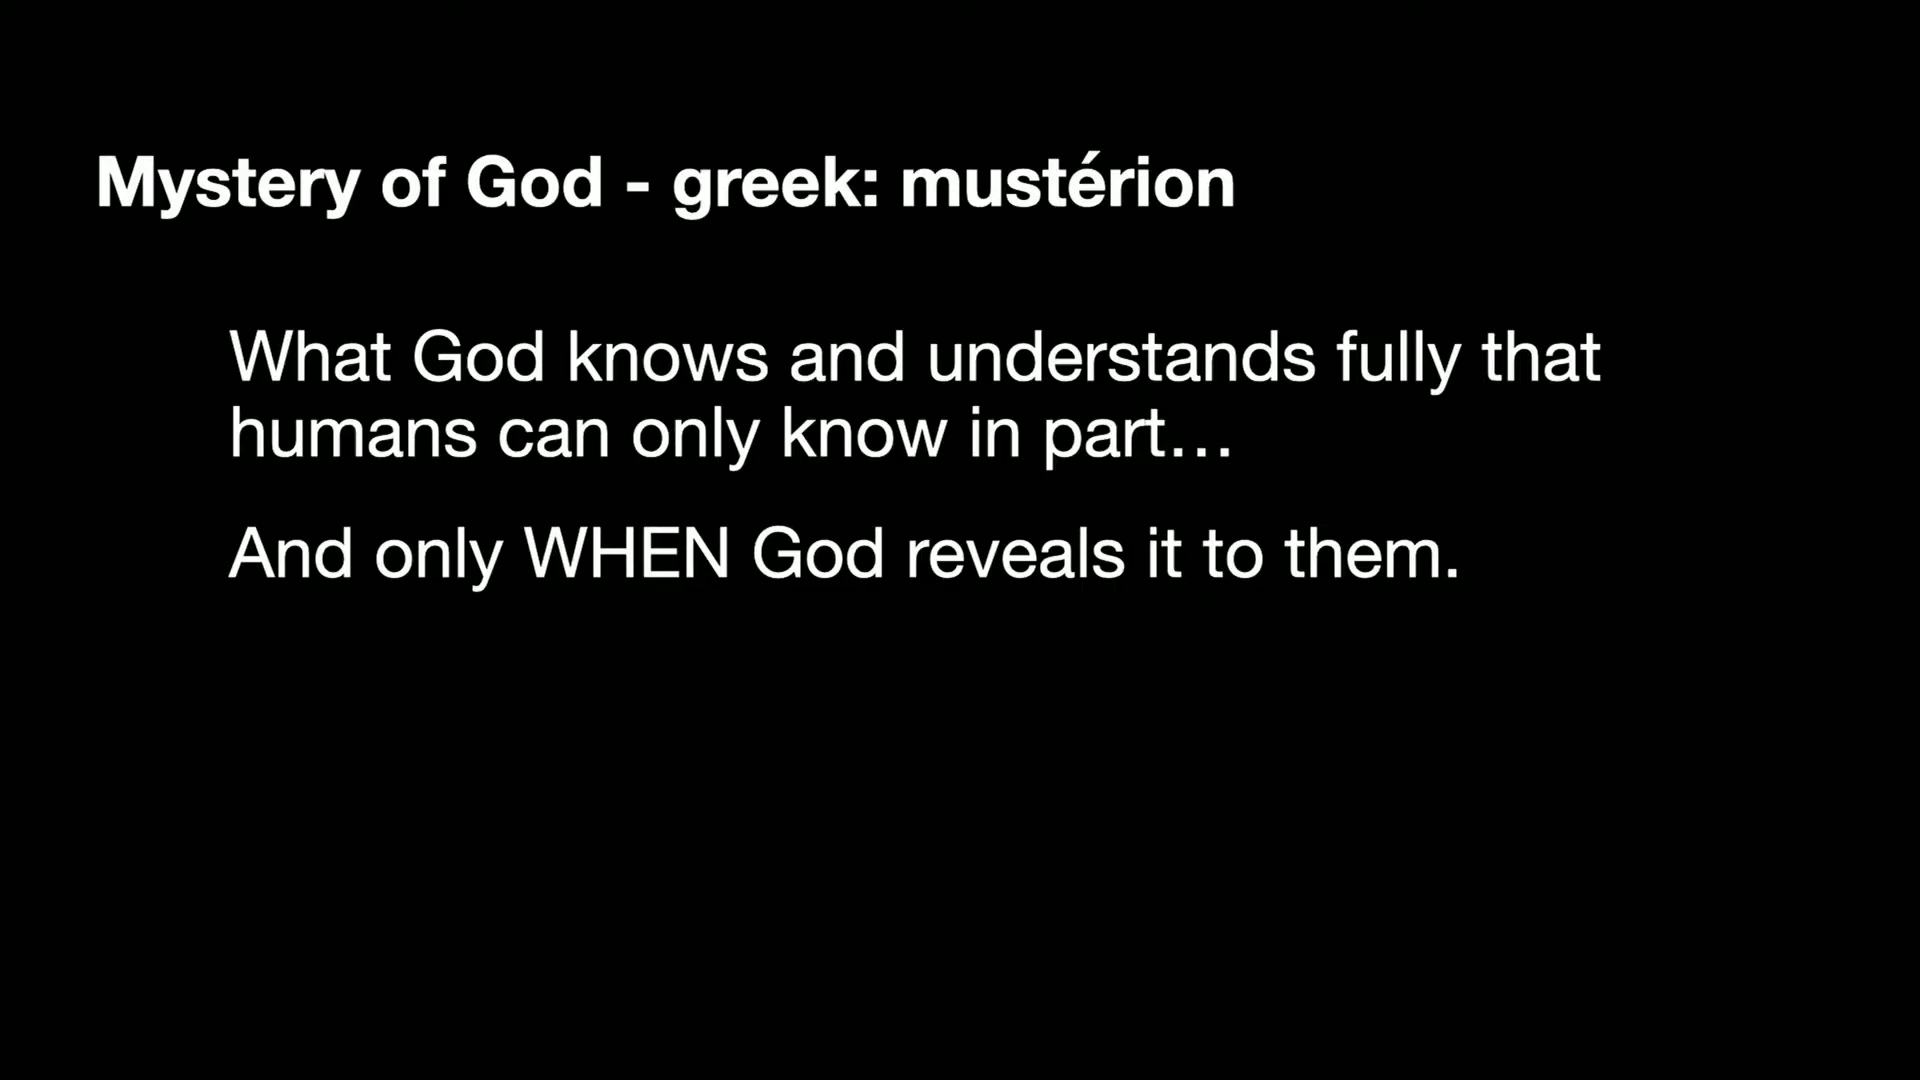 Mystery of God - greek: mustérion
What God knows and understands fully that
humans can only know in part…
And only WHEN God reveals it to them.